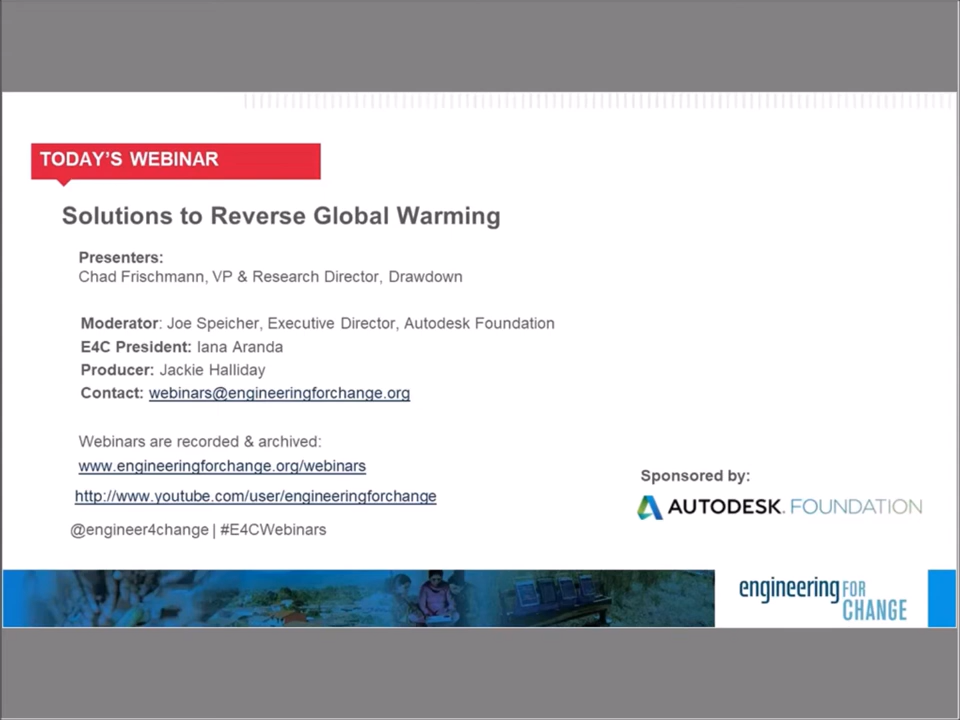 TODAY'S WEBINAR
Solutions to Reverse Global Warming
Presenters:
Chad Frischmann, VP & Research Director, Drawdown
Moderator: Joe Speicher, Executive Director, Autodesk Foundation
E4C President: Iana Aranda
Producer: Jackie Halliday
Contact: webinars@engineeringforchange.org
Webinars are recorded & archived:
www.engineeringforchange.org/webinars
http://www.youtube.com/user/engineeringforchange
@engineer4change | #E4CWebinars
Sponsored by:
AUTODESK. FOUNDATION
engineering FOR
CHANGE